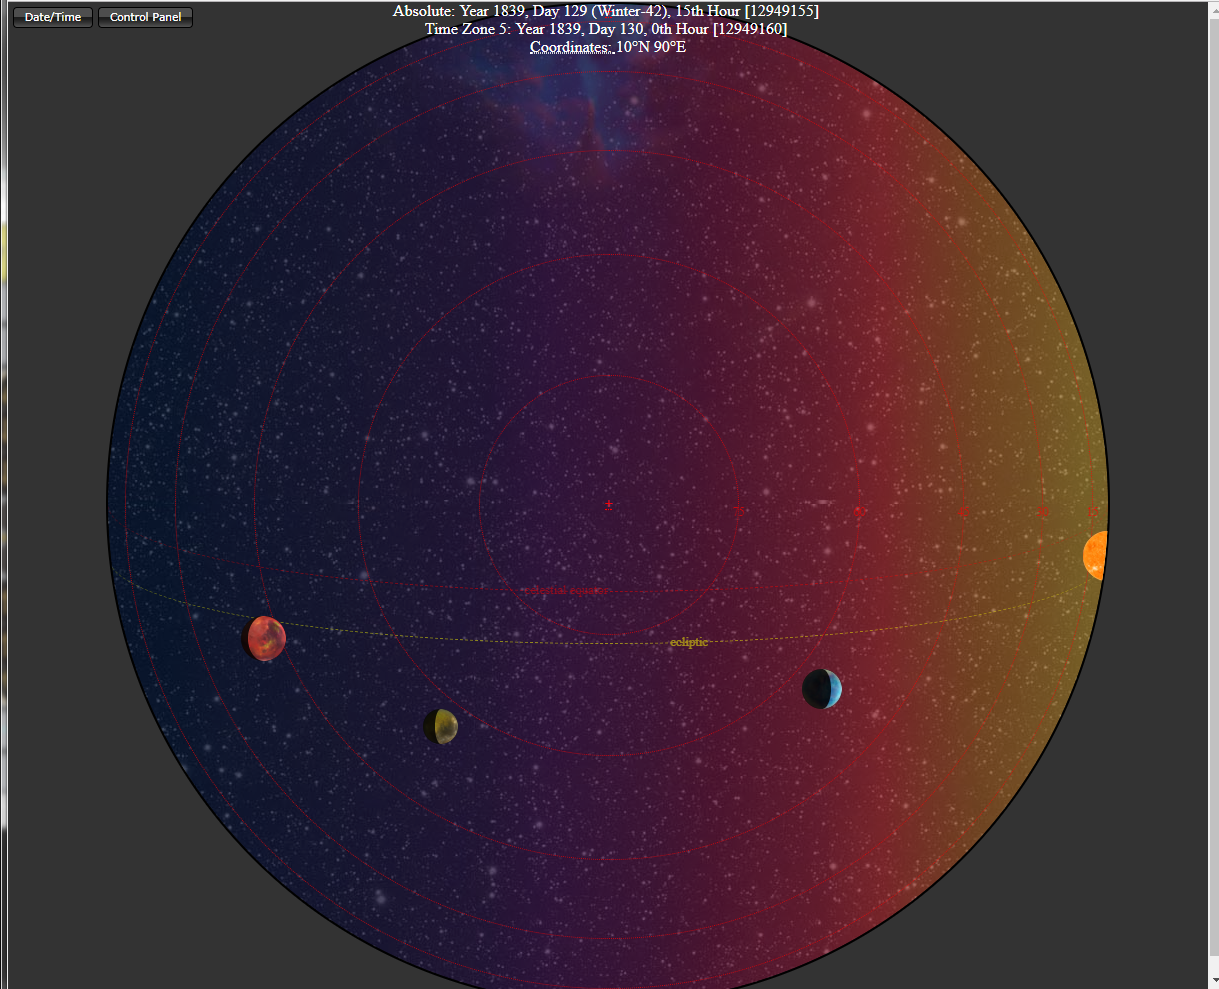 Date/Time
Control Panel
Absolute: Year 1839, Day 129 (Winter-42), 15th Hour [12949155]
Time Zone 5: Year 1839, Day 130, 0th Hour [12949160]
Coordinates: 10°N 90°E
celestial equator
ecliptic